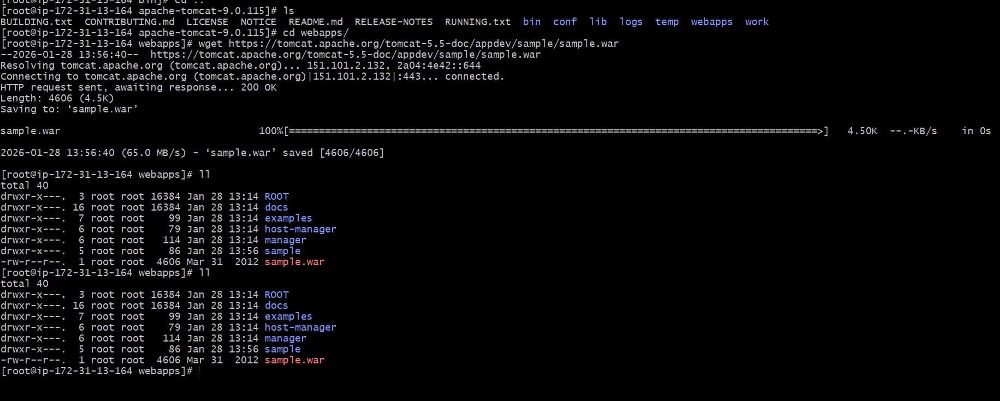 [root@ip-172-31-13-164 bin]# cd ..
[root@ip-172-31-13-164 apache-tomcat-9.0.115]# ls
BUILDING.txt  CONTRIBUTING.md  LICENSE  NOTICE  README.md  RELEASE-NOTES  RUNNING.txt  bin  conf  lib  logs  temp  webapps  work
[root@ip-172-31-13-164 apache-tomcat-9.0.115]# cd webapps/
[root@ip-172-31-13-164 webapps]# wget https://tomcat.apache.org/tomcat-5.5-doc/appdev/sample/sample.war
--2026-01-28 13:56:40--  https://tomcat.apache.org/tomcat-5.5-doc/appdev/sample/sample.war
Resolving tomcat.apache.org (tomcat.apache.org)... 151.101.2.132, 2a04:4e42::644
Connecting to tomcat.apache.org (tomcat.apache.org)|151.101.2.132|:443... connected.
HTTP request sent, awaiting response... 200 OK
Length: 4606 (4.5K)
Saving to: ‘sample.war’
sample.war                                 100%[========================================================================================>]   4.50K  --.-KB/s    in 0s
2026-01-28 13:56:40 (65.0 MB/s) - ‘sample.war’ saved [4606/4606]
[root@ip-172-31-13-164 webapps]# ll
total 40
drwxr-x---.  3 root root 16384 Jan 28 13:14 ROOT
drwxr-x---. 16 root root 16384 Jan 28 13:14 docs
drwxr-x---.  7 root root    99 Jan 28 13:14 examples
drwxr-x---.  6 root root    79 Jan 28 13:14 host-manager
drwxr-x---.  6 root root   114 Jan 28 13:14 manager
drwxr-x---.  5 root root    86 Jan 28 13:56 sample
-rw-r--r--.  1 root root  4606 Mar 31  2012 sample.war
[root@ip-172-31-13-164 webapps]# ll
total 40
drwxr-x---.  3 root root 16384 Jan 28 13:14 ROOT
drwxr-x---. 16 root root 16384 Jan 28 13:14 docs
drwxr-x---.  7 root root    99 Jan 28 13:14 examples
drwxr-x---.  6 root root    79 Jan 28 13:14 host-manager
drwxr-x---.  6 root root   114 Jan 28 13:14 manager
drwxr-x---.  5 root root    86 Jan 28 13:56 sample
-rw-r--r--.  1 root root  4606 Mar 31  2012 sample.war
[root@ip-172-31-13-164 webapps]#